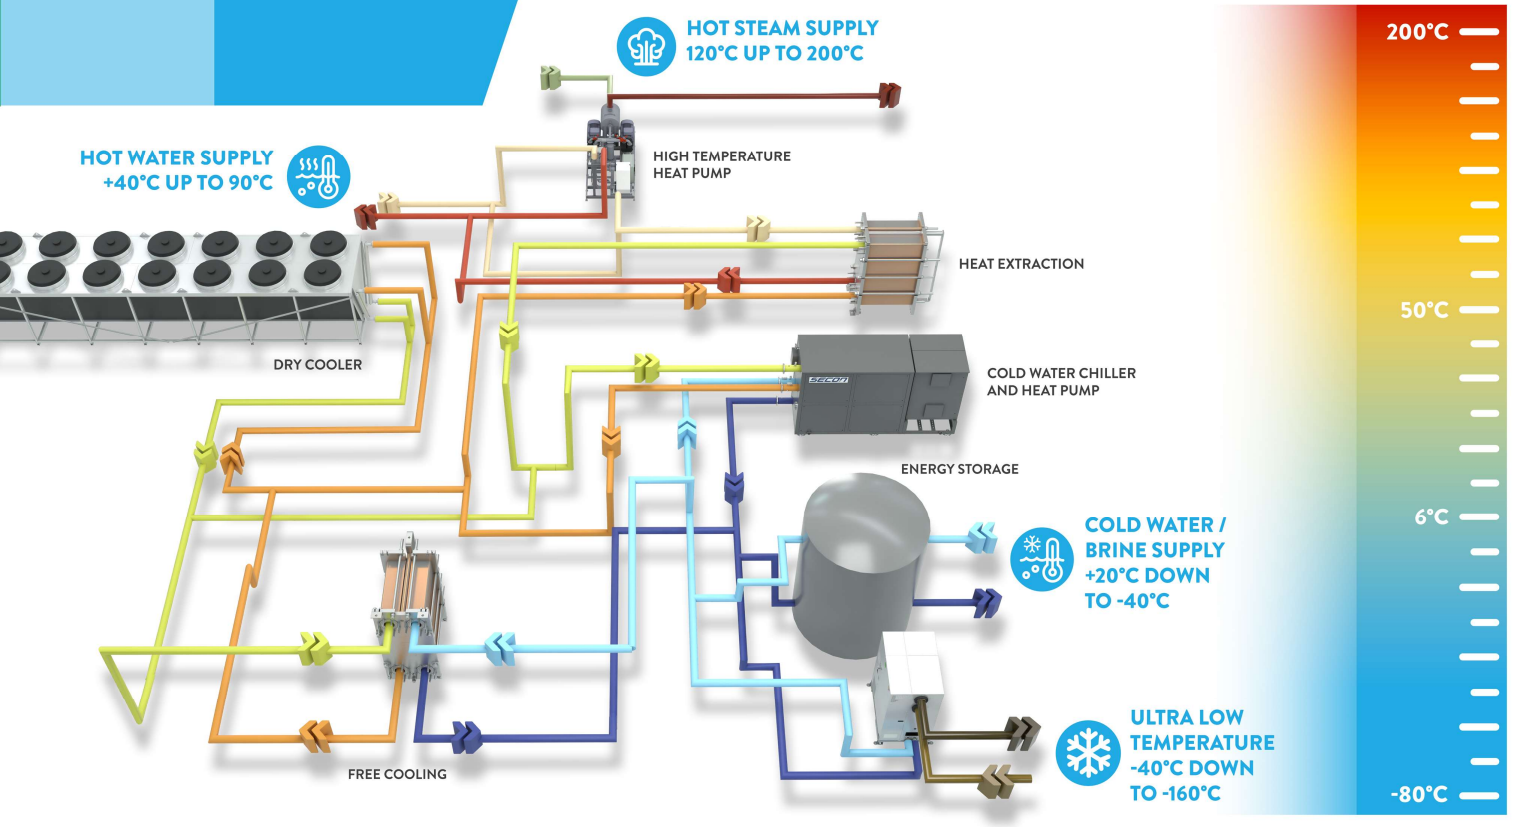 HOT STEAM SUPPLY
120°C UP TO 200°C
200°C
HOT WATER SUPPLY
+40°C UP TO 90°C
HIGH TEMPERATURE
HEAT PUMP
HEAT EXTRACTION
50°C
DRY COOLER
SECON
COLD WATER CHILLER
AND HEAT PUMP
ENERGY STORAGE
6°C
COLD WATER /
BRINE SUPPLY
+20°C DOWN
TO -40°C
ULTRA LOW
TEMPERATURE
-40°C DOWN
TO -160°C
FREE COOLING
-80°C